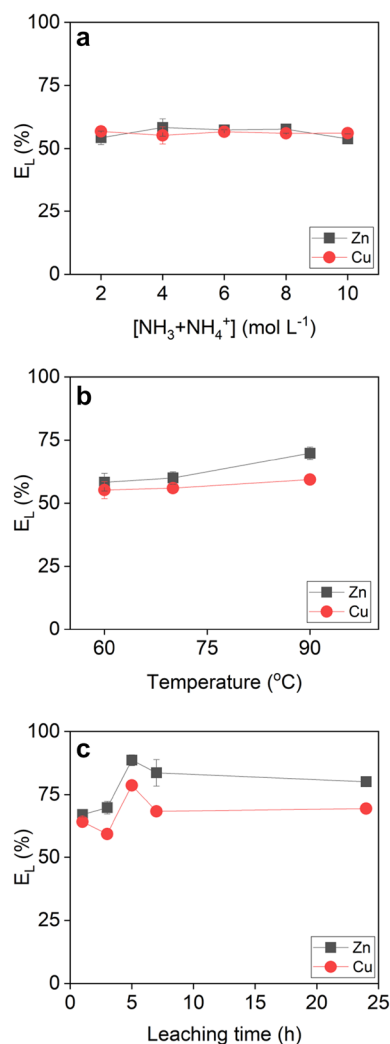 a
100
75
50
25
0
E_L (%)
Zn
Cu
2 4 6 8 10
[NH₃+NH₄⁺] (mol L⁻¹)
b
100
75
50
25
0
E_L (%)
Zn
Cu
60 75 90
Temperature (°C)
c
100
75
50
25
0
E_L (%)
Zn
Cu
0 5 10 15 20 25
Leaching time (h)